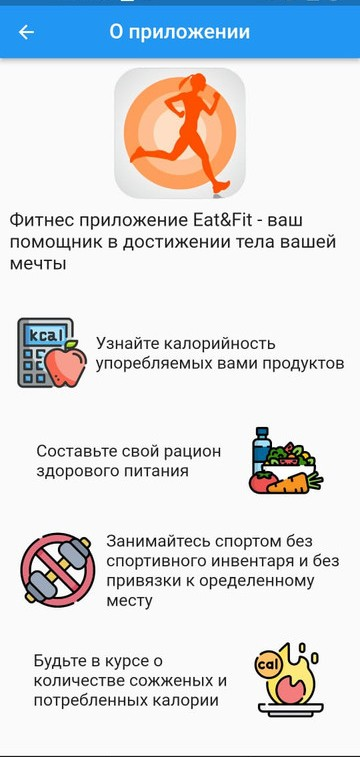 О приложении
Фитнес приложение Eat&Fit - ваш
помощник в достижении тела вашей
мечты
kcal
Узнайте калорийность
упоребляемых вами продуктов
Составьте свой рацион
здорового питания
Занимайтесь спортом без
спортивного инвентаря и без
привязки к ореденному
месту
Будьте в курсе о
количестве сожженых и
потребленных калории
cal